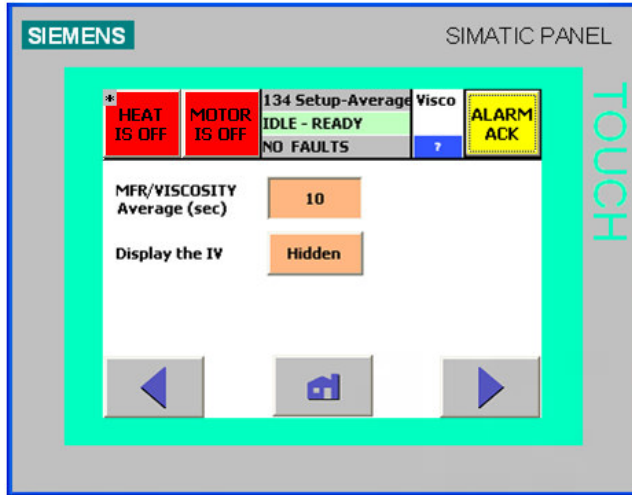 SIEMENS
SIMATIC PANEL
TOUCH
*
HEAT
IS OFF
MOTOR
IS OFF
134 Setup-Average
IDLE - READY
NO FAULTS
Visco
?
ALARM
ACK
MFR/VISCOSITY
Average (sec)
10
Display the IV
Hidden